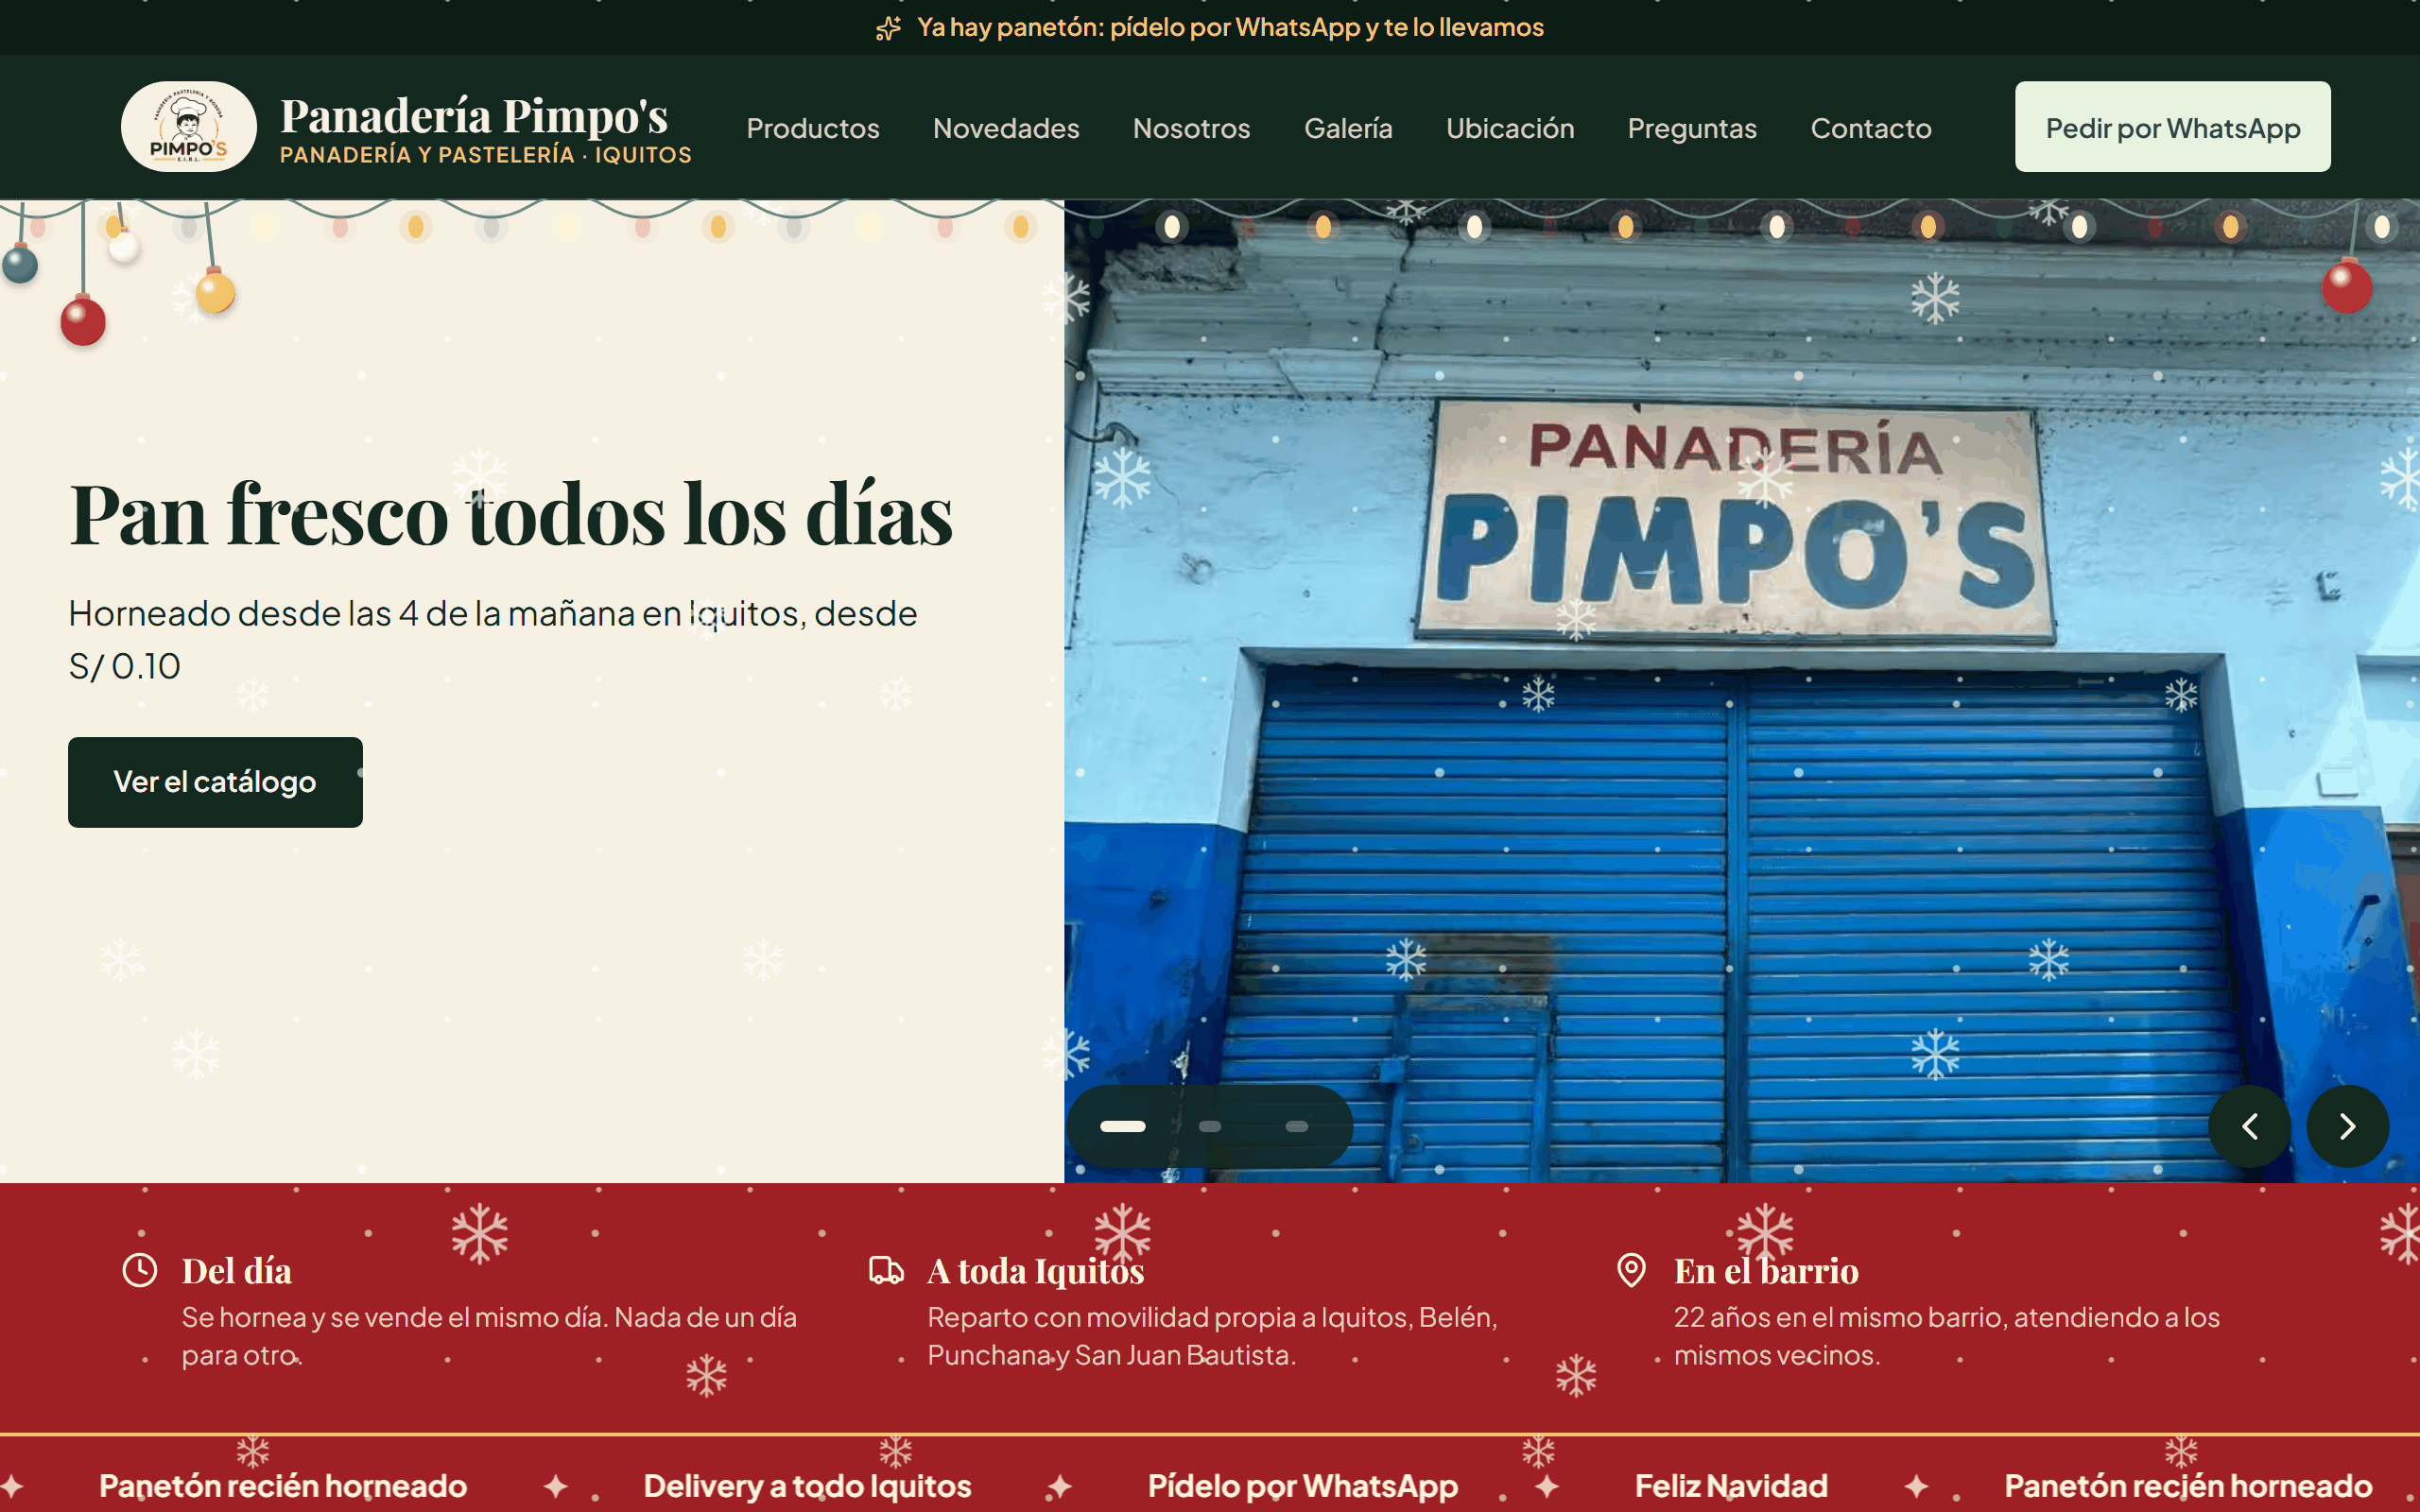 Ya hay panetón: pídelo por WhatsApp y te lo llevamos
PANADERÍA PASTELERÍA Y BODEGA
PIMPO'S
E.I.R.L.
Panadería Pimpo's
PANADERÍA Y PASTELERÍA · IQUITOS
Productos
Novedades
Nosotros
Galería
Ubicación
Preguntas
Contacto
Pedir por WhatsApp
Pan fresco todos los días
Horneado desde las 4 de la mañana en Iquitos, desde
S/ 0.10
Ver el catálogo
PANADERÍA
PIMPO'S
Del día
Se hornea y se vende el mismo día. Nada de un día
para otro.
A toda Iquitos
Reparto con movilidad propia a Iquitos, Belén,
Punchana y San Juan Bautista.
En el barrio
22 años en el mismo barrio, atendiendo a los
mismos vecinos.
Panetón recién horneado
Delivery a todo Iquitos
Pídelo por WhatsApp
Feliz Navidad
Panetón recién horneado